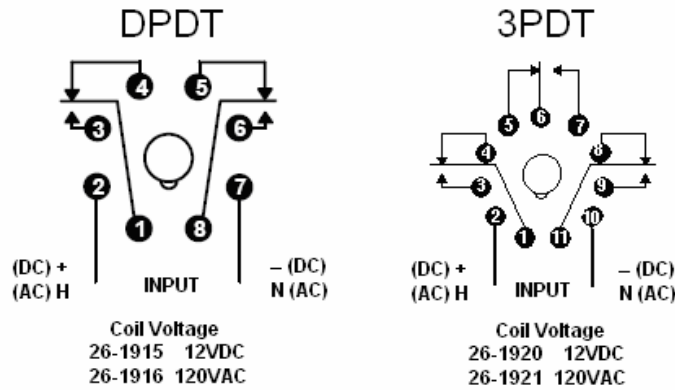 DPDT
4 5
3 6
2 7
1 8
(DC) + – (DC)
(AC) H INPUT N (AC)
Coil Voltage
26-1915 12VDC
26-1916 120VAC
3PDT
6
5 7
4 8
3 9
2 10
1 11
(DC) + – (DC)
(AC) H INPUT N (AC)
Coil Voltage
26-1920 12VDC
26-1921 120VAC